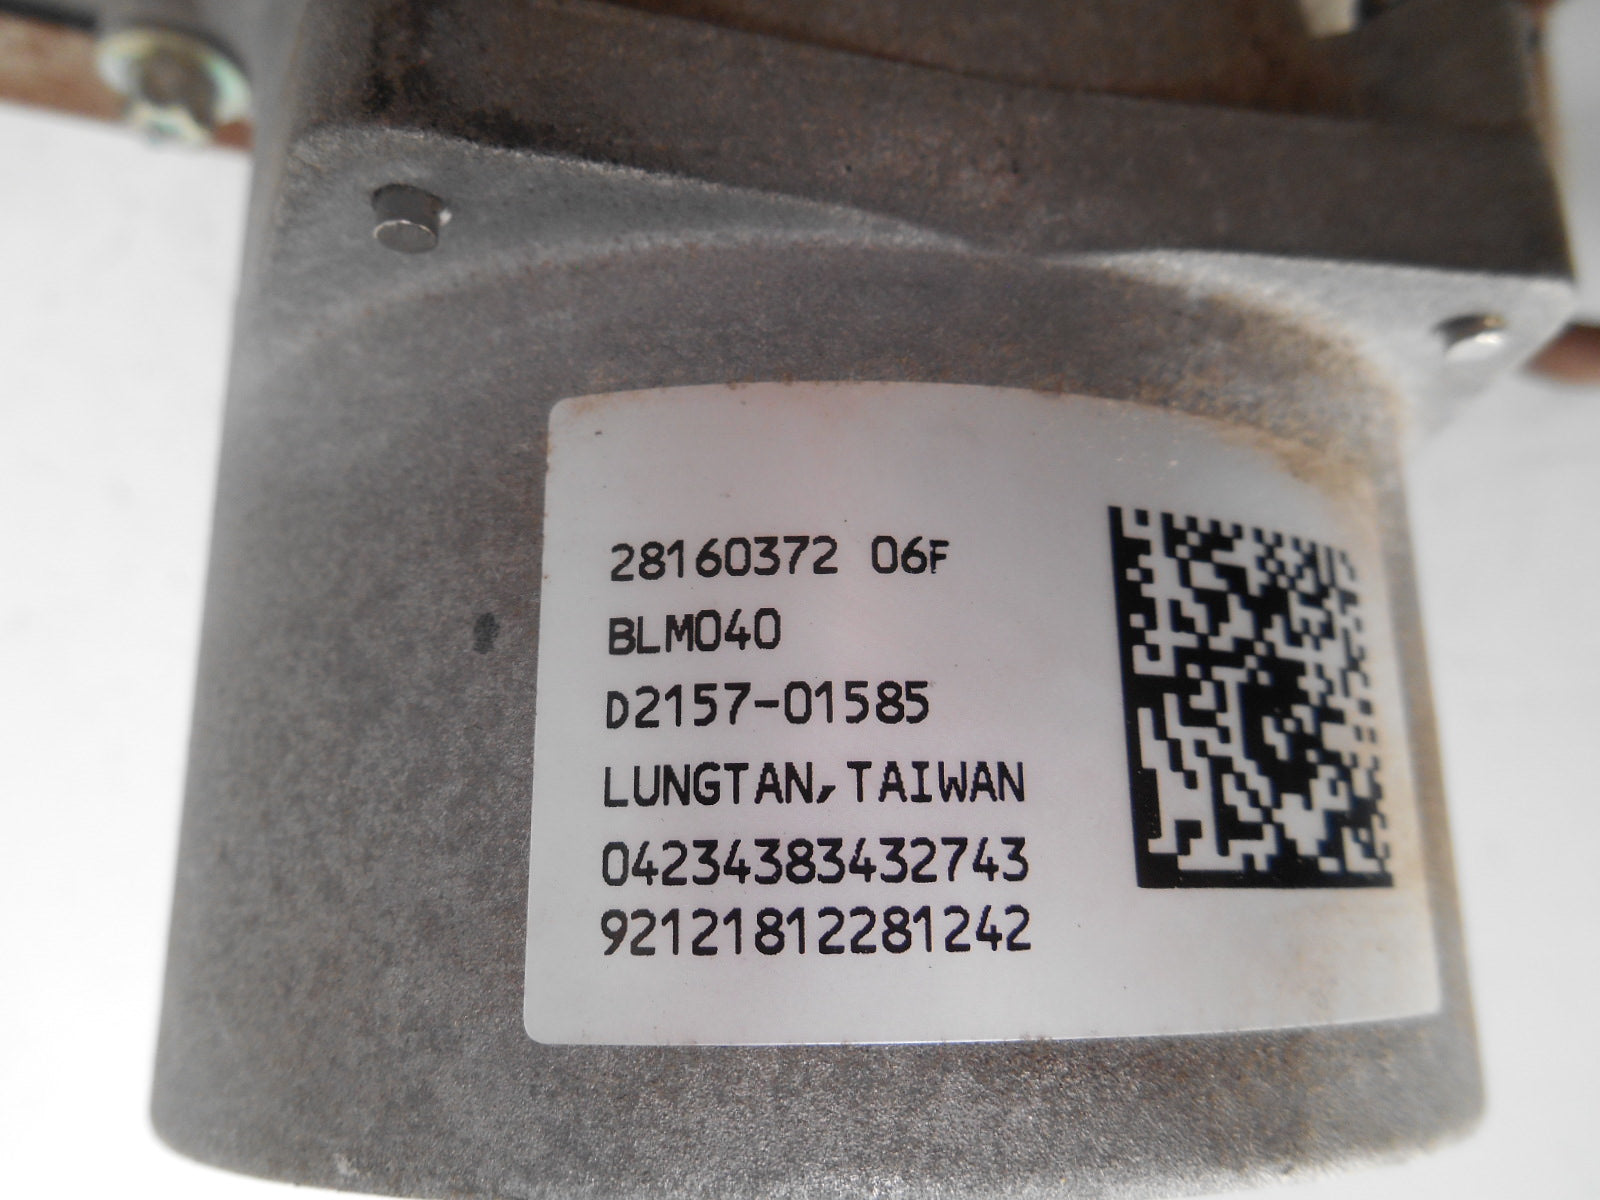 28160372 06F
BLM040
D2157-01585
LUNGTAN, TAIWAN
04234383432743
92121812281242